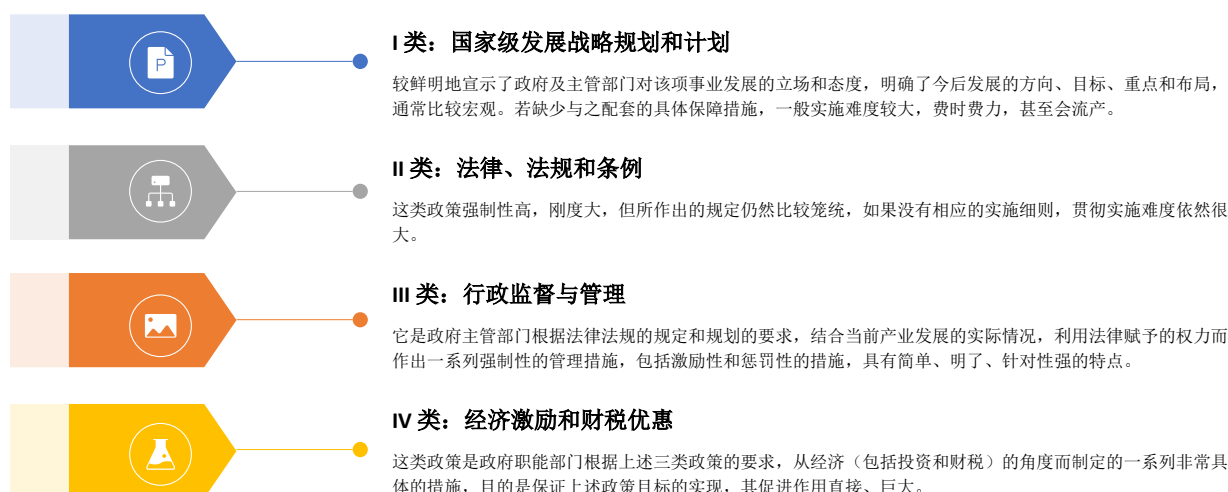 P
I 类：国家级发展战略规划和计划
较鲜明地宣示了政府及主管部门对该项事业发展的立场和态度，明确了今后发展的方向、目标、重点和布局，
通常比较宏观。若缺少与之配套的具体保障措施，一般实施难度较大，费时费力，甚至会流产。
II 类：法律、法规和条例
这类政策强制性高，刚度大，但所作出的规定仍然比较笼统，如果没有相应的实施细则，贯彻实施难度依然很
大。
III 类：行政监督与管理
它是政府主管部门根据法律法规的规定和规划的要求，结合当前产业发展的实际情况，利用法律赋予的权力而
作出一系列强制性的管理措施，包括激励性和惩罚性的措施，具有简单、明了、针对性强的特点。
IV 类：经济激励和财税优惠
这类政策是政府职能部门根据上述三类政策的要求，从经济（包括投资和财税）的角度而制定的一系列非常具
体的措施，目的是保证上述政策目标的实现，其促进作用直接、巨大。